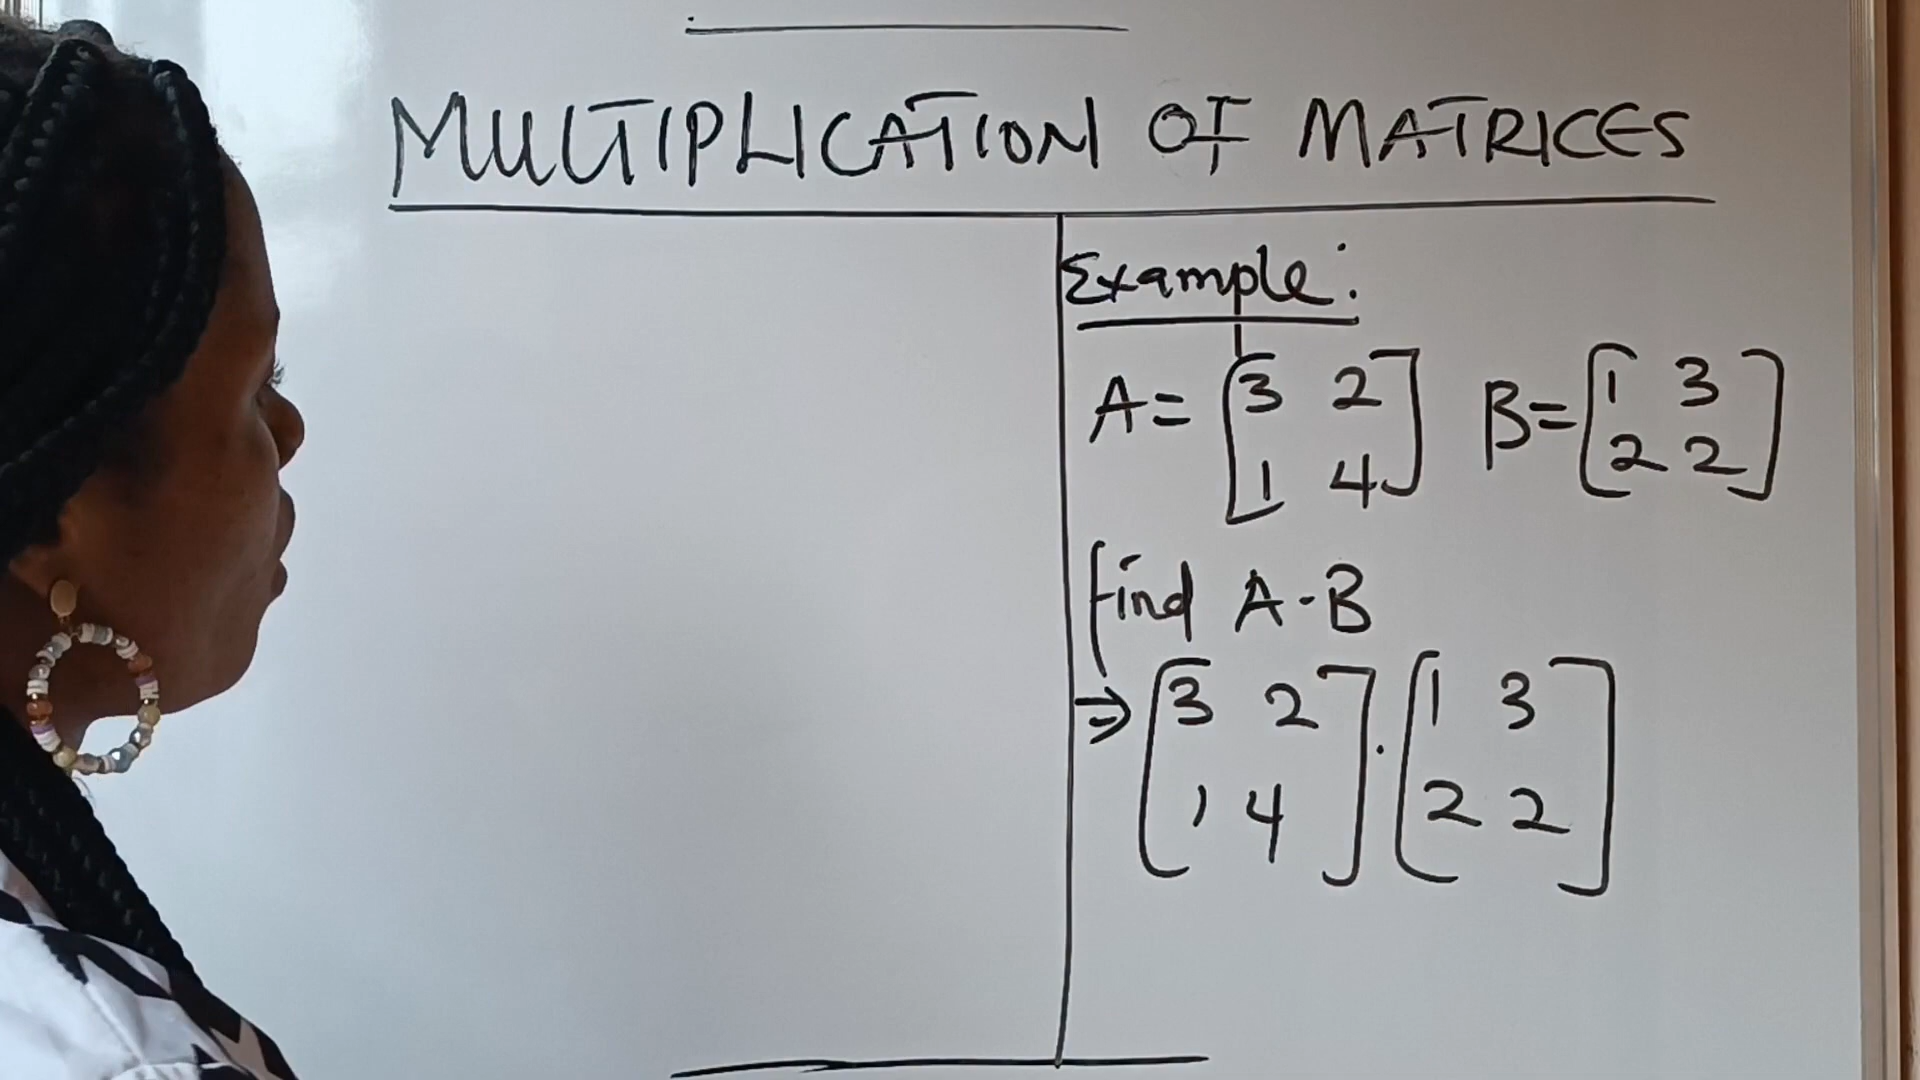 MULTIPLICATION OF MATRICES
Example:
A = [3 2
1 4] B = [1 3
2 2]
find A·B
⇒ [3 2
1 4] · [1 3
2 2]